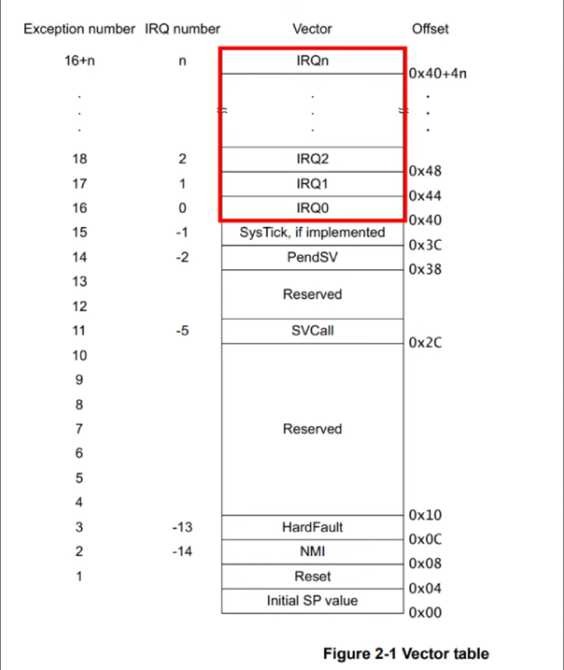 Exception number IRQ number Vector Offset
16+n n IRQn
0x40+4n
. . .
. . .
. . .
18 2 IRQ2
0x48
17 1 IRQ1
0x44
16 0 IRQ0
0x40
15 -1 SysTick, if implemented
0x3C
14 -2 PendSV
0x38
13
Reserved
12
11 -5 SVCall
0x2C
10
9
8
7 Reserved
6
5
4
0x10
3 -13 HardFault
0x0C
2 -14 NMI
0x08
1 Reset
0x04
Initial SP value
0x00
Figure 2-1 Vector table